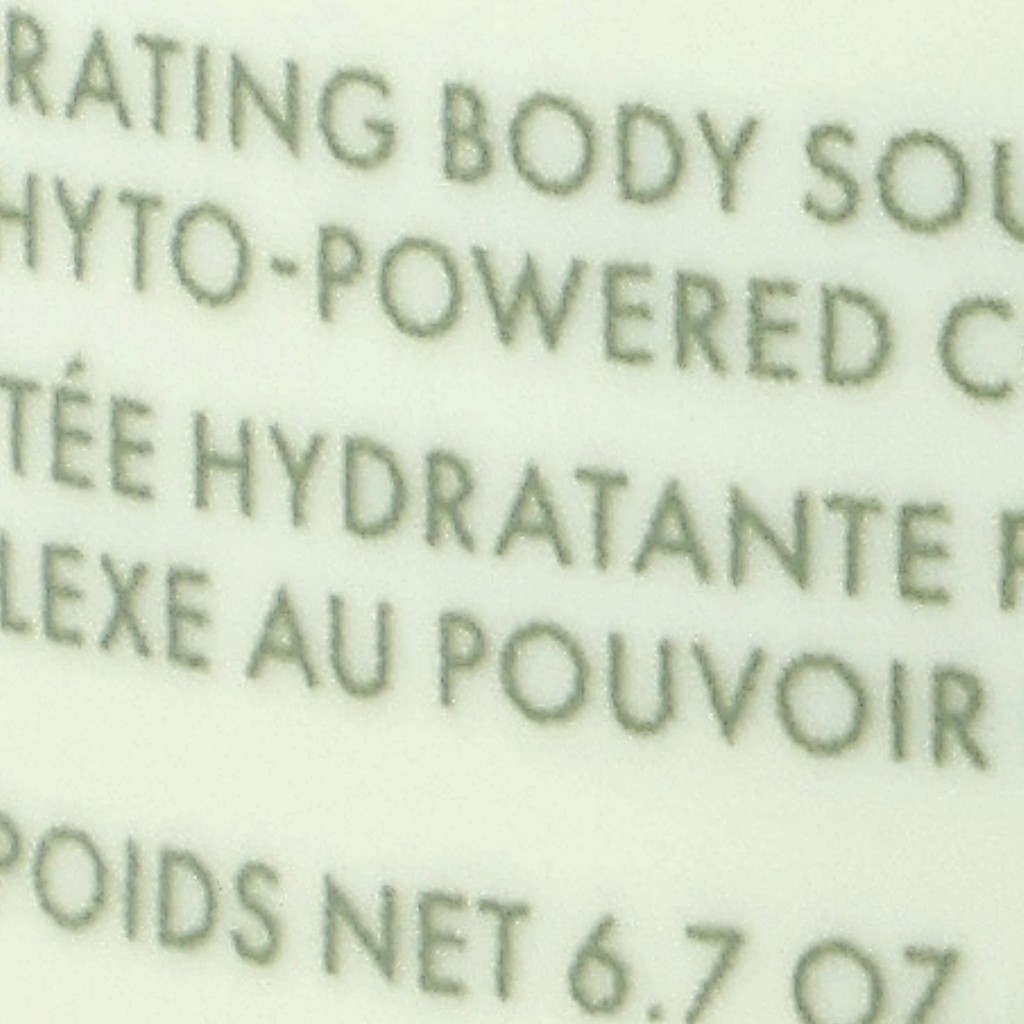 RATING BODY SOU
HYTO-POWERED C
TÉE HYDRATANTE
LEXE AU POUVOIR
POIDS NET 6.7 OZ